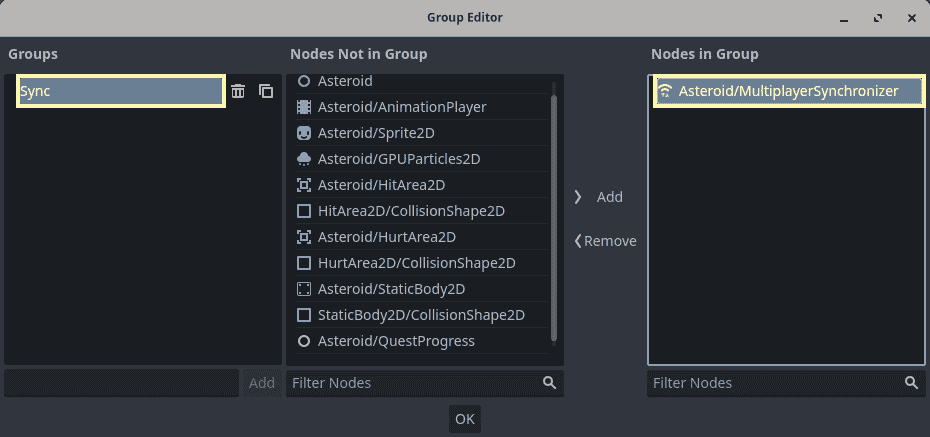 Group Editor
Groups
Nodes Not in Group
Nodes in Group
Sync
Asteroid
Asteroid/AnimationPlayer
Asteroid/Sprite2D
Asteroid/GPUParticles2D
Asteroid/HitArea2D
HitArea2D/CollisionShape2D
Asteroid/HurtArea2D
HurtArea2D/CollisionShape2D
Asteroid/StaticBody2D
StaticBody2D/CollisionShape2D
Asteroid/QuestProgress
Add
Remove
Asteroid/MultiplayerSynchronizer
Add
Filter Nodes
Filter Nodes
OK